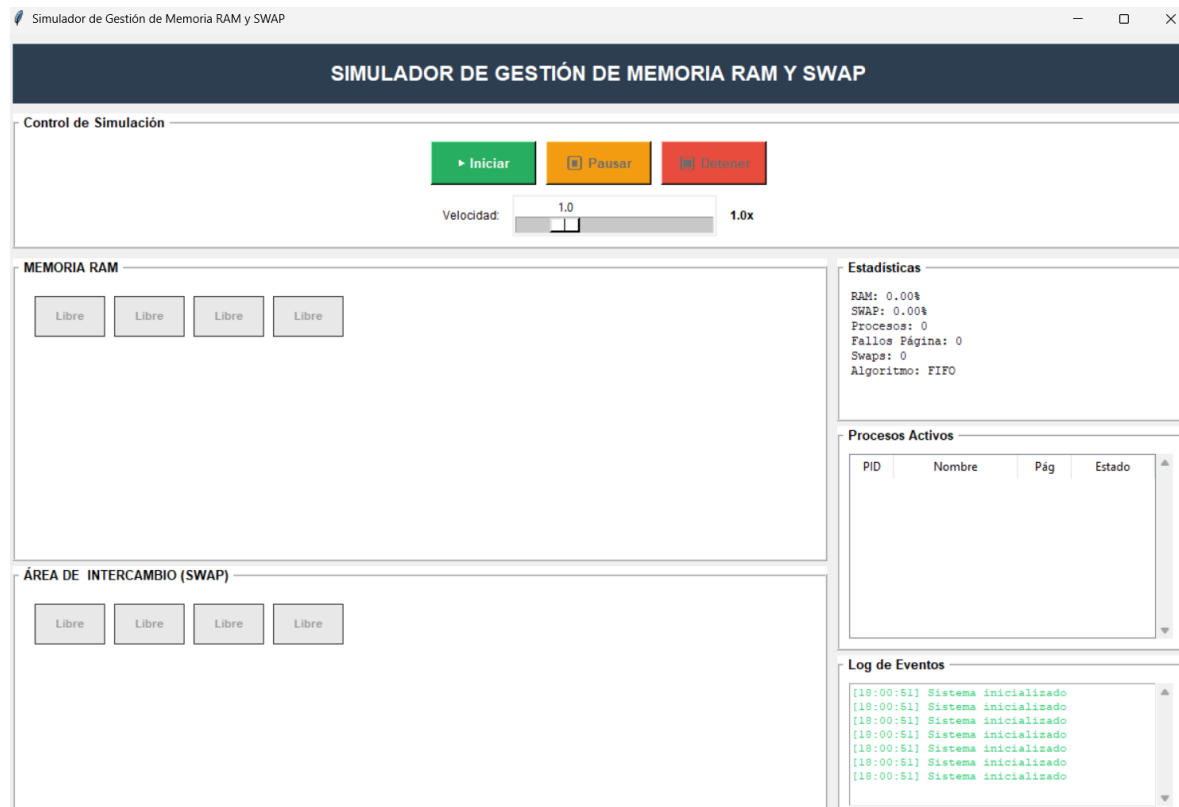 Simulador de Gestión de Memoria RAM y SWAP
SIMULADOR DE GESTIÓN DE MEMORIA RAM Y SWAP
Control de Simulación
Iniciar
Pausar
Detener
1.0
Velocidad:
1.0x
MEMORIA RAM
Libre Libre Libre Libre
ÁREA DE INTERCAMBIO (SWAP)
Libre Libre Libre Libre
Estadísticas
RAM: 0.00%
SWAP: 0.00%
Procesos: 0
Fallos Página: 0
Swaps: 0
Algoritmo: FIFO
Procesos Activos
PID Nombre Pág Estado
Log de Eventos
[18:00:51] Sistema inicializado
[18:00:51] Sistema inicializado
[18:00:51] Sistema inicializado
[18:00:51] Sistema inicializado
[18:00:51] Sistema inicializado
[18:00:51] Sistema inicializado
[18:00:51] Sistema inicializado